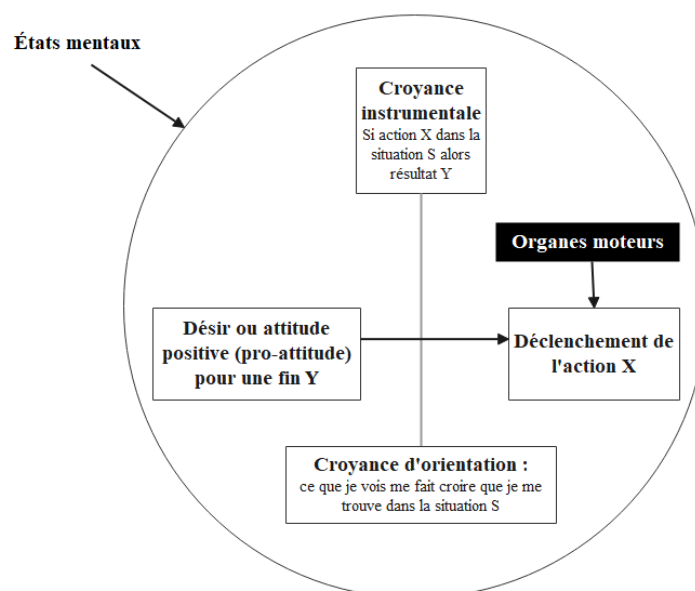 États mentaux
Croyance
instrumentale
Si action X dans la
situation S alors
résultat Y
Organes moteurs
Désir ou attitude
positive (pro-attitude)
pour une fin Y
Déclenchement de
l'action X
Croyance d'orientation :
ce que je vois me fait croire que je me
trouve dans la situation S